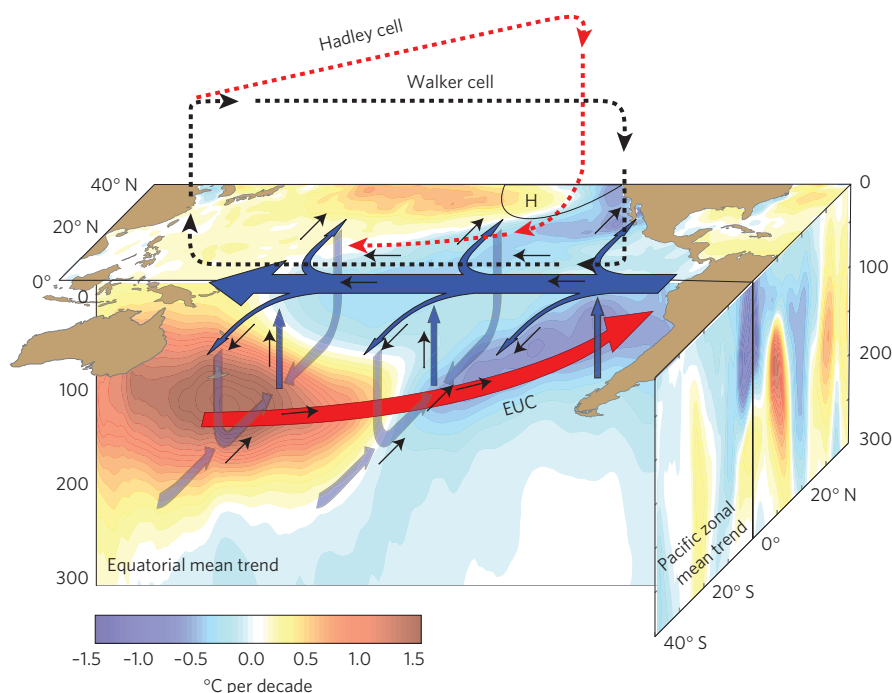 Hadley cell
Walker cell
40° N
20° N
0°
H
0
100
200
300
EUC
Equatorial mean trend
0
100
200
300
20° N
0°
20° S
40° S
Pacific zonal
mean trend
-1.5 -1.0 -0.5 0.0 0.5 1.0 1.5
°C per decade